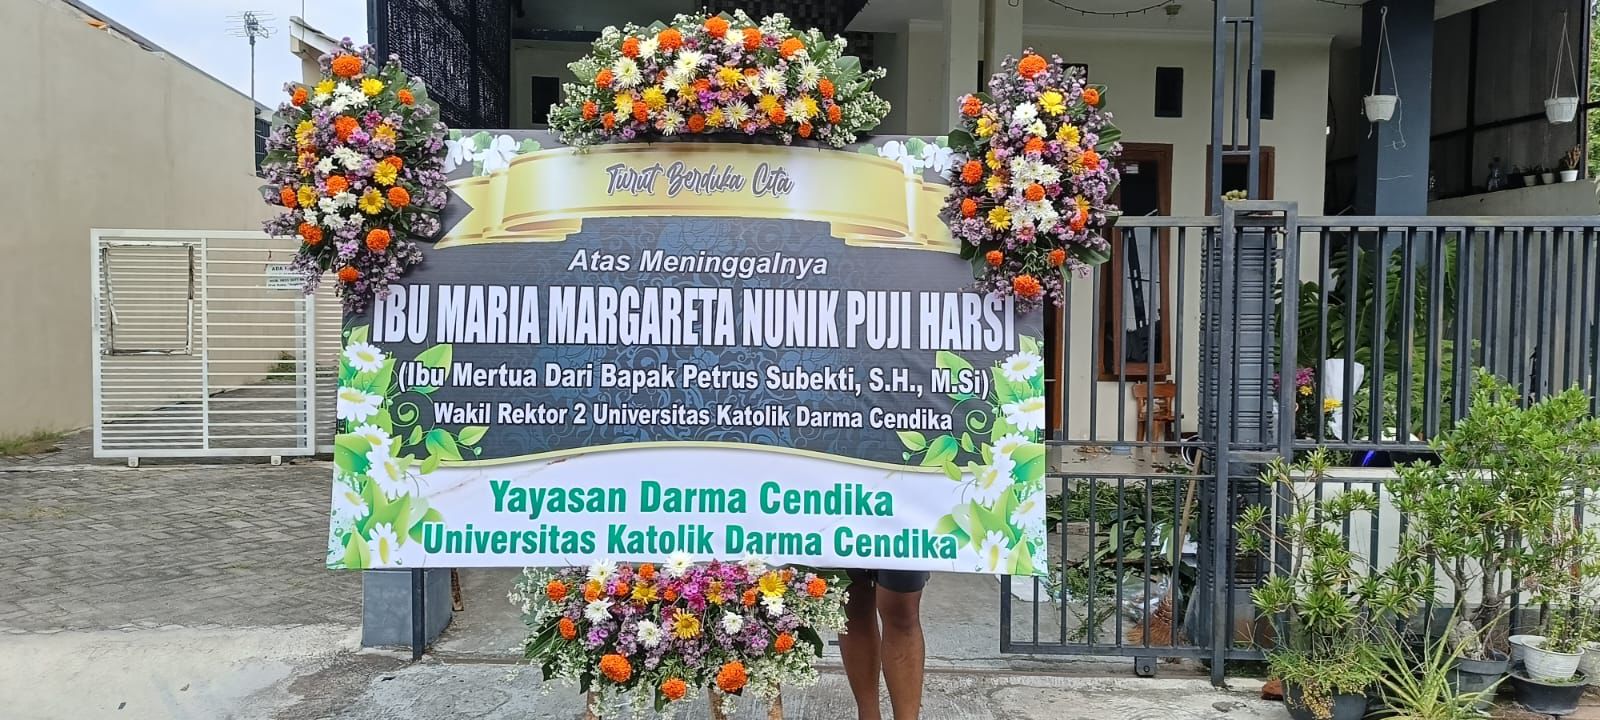 Turut Berduka Cita
Atas Meninggalnya
IBU MARIA MARGARETA NUNIK PUJI HARSI
(Ibu Mertua Dari Bapak Petrus Subekti, S.H., M.Si)
Wakil Rektor 2 Universitas Katolik Darma Cendika
Yayasan Darma Cendika
Universitas Katolik Darma Cendika